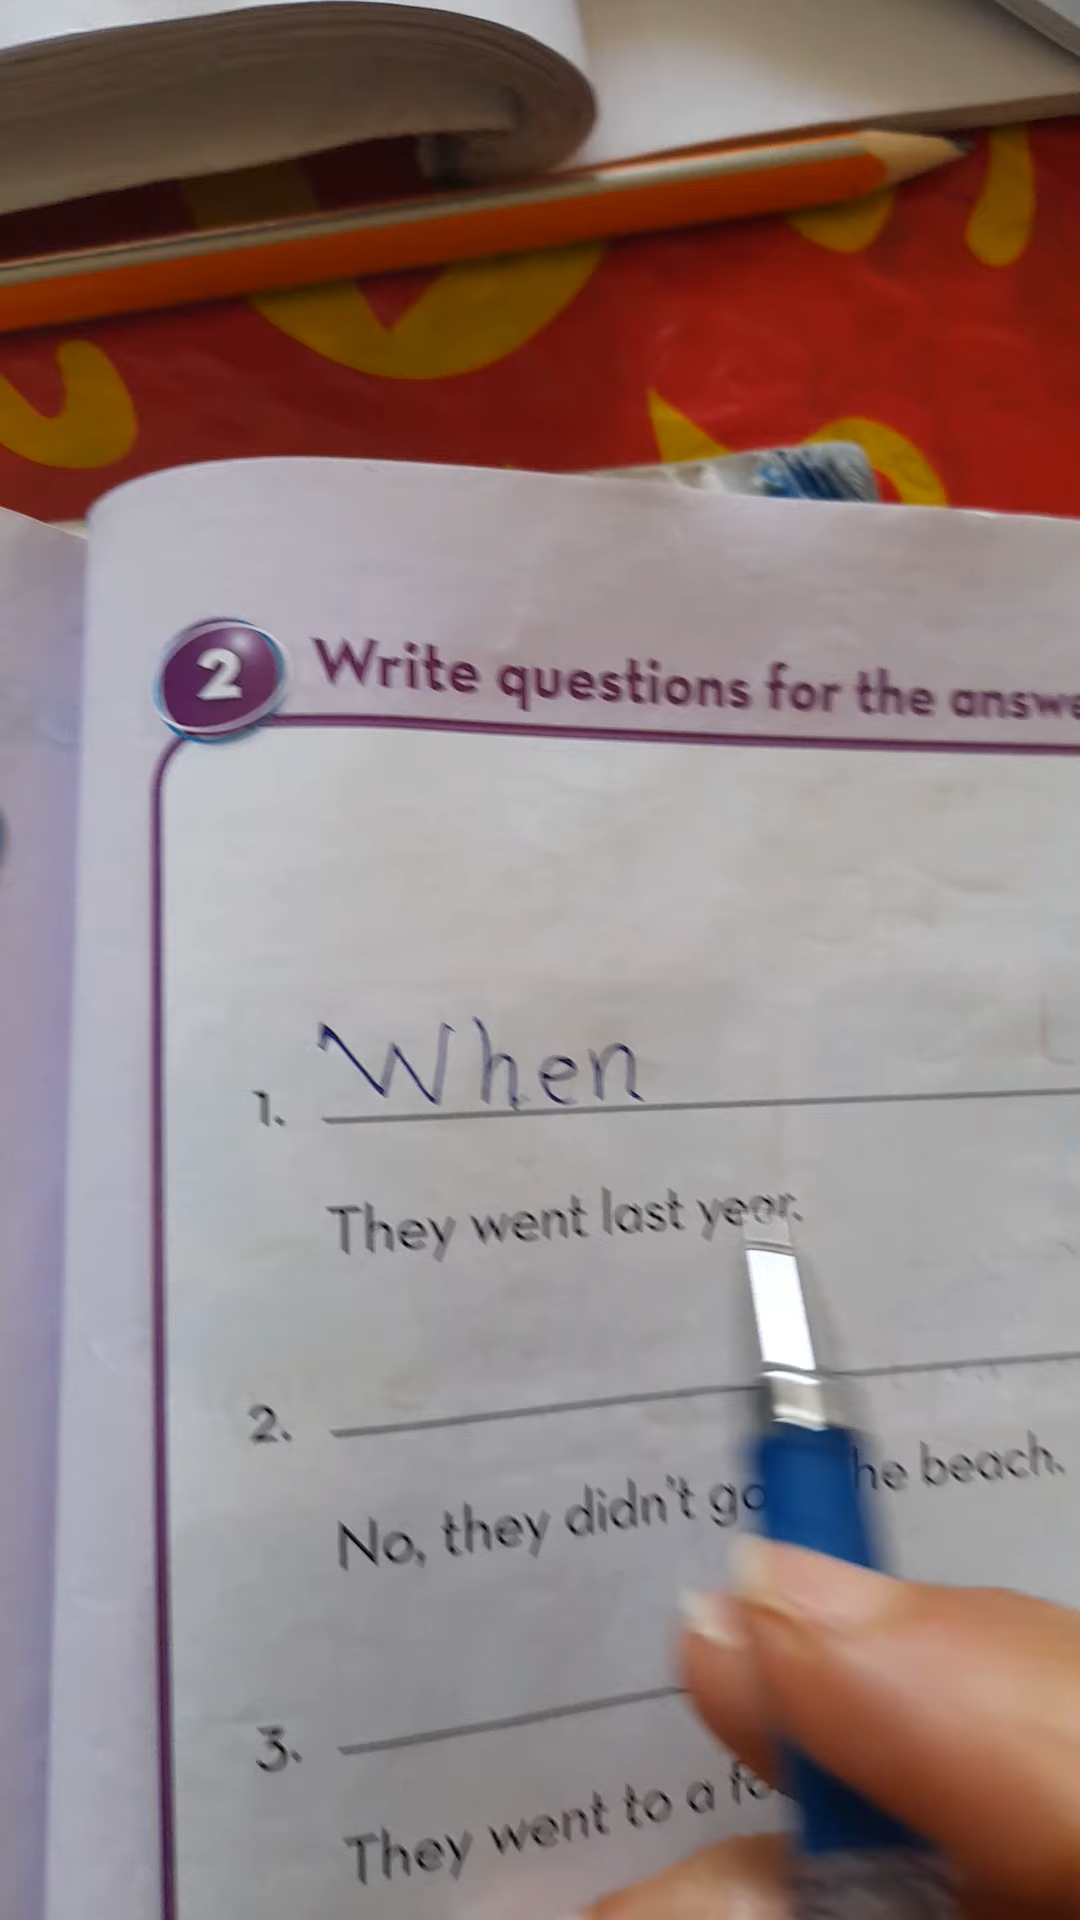 2 Write questions for the
1. When
They went last year.
2.
No, they didn't go he beach.
3.
They went to a